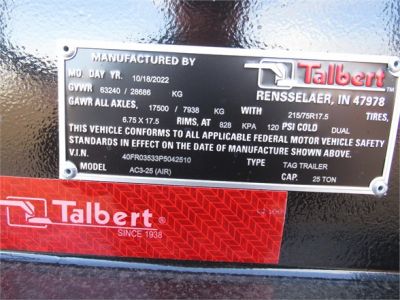 MANUFACTURED BY Talbert
MO. DAY YR. 10/18/2022 RENSSELAER, IN 47978
GVWR 63240 / 28686 KG
GAWR ALL AXLES, 17500 / 7938 KG WITH 215/75R17.5 TIRES,
6.75 X 17.5 RIMS, AT 828 KPA 120 PSI COLD DUAL
THIS VEHICLE CONFORMS TO ALL APPLICABLE FEDERAL MOTOR VEHICLE SAFETY
STANDARDS IN EFFECT ON THE DATE OF MANUFACTURE SHOWN ABOVE.
V.I.N. 40FR03533P5042510 TYPE TAG TRAILER
MODEL AC3-25 (AIR) CAP. 25 TON
Talbert®
SINCE 1938